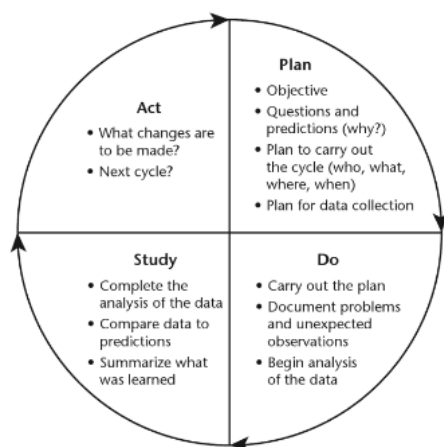 Plan
• Objective
• Questions and
predictions (why?)
• Plan to carry out
the cycle (who, what,
where, when)
• Plan for data collection
Do
• Carry out the plan
• Document problems
and unexpected
observations
• Begin analysis
of the data
Study
• Complete the
analysis of the data
• Compare data to
predictions
• Summarize what
was learned
Act
• What changes are
to be made?
• Next cycle?